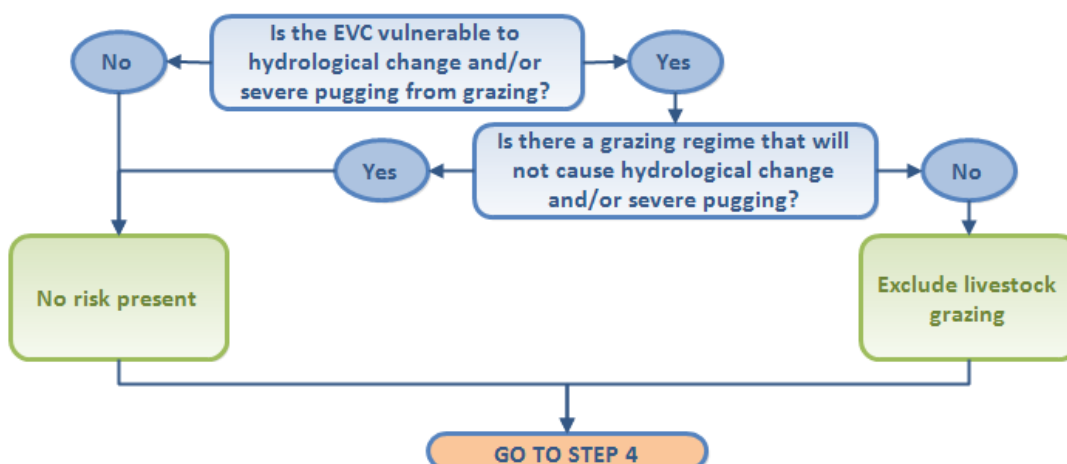 Is the EVC vulnerable to
hydrological change and/or
severe pugging from grazing?
No
Yes
Is there a grazing regime that will
not cause hydrological change
and/or severe pugging?
Yes
No
No risk present
Exclude livestock
grazing
GO TO STEP 4